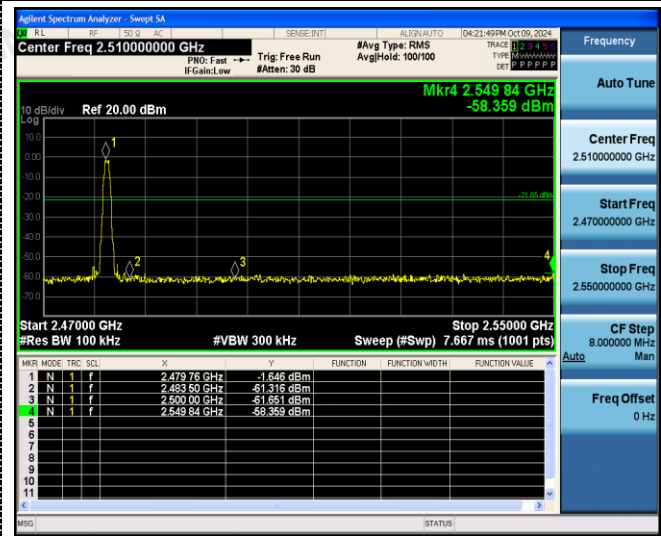 Agilent Spectrum Analyzer - Swept SA
RL RF 50 Ω AC SENSE:INT ALIGN AUTO 04:21:49 PM Oct 09, 2024
Center Freq 2.510000000 GHz
#Avg Type: RMS
TRACE 1 2 3 4 5 6
PNO: Fast Trig: Free Run Avg|Hold: 100/100
TYPE M
IFGain:Low #Atten: 30 dB
DET P P P P P P
Mkr4 2.549 84 GHz
-58.359 dBm
10 dB/div Ref 20.00 dBm
Log
10.0
0.00
-10.0
-20.0
-30.0
-40.0
-50.0
-60.0
-70.0
1
2
3
4
-21.65 dBm
Start 2.47000 GHz Stop 2.55000 GHz
#Res BW 100 kHz #VBW 300 kHz Sweep (#Swp) 7.667 ms (1001 pts)
MKR MODE TRC SCL X Y FUNCTION FUNCTION WIDTH FUNCTION VALUE
1 N 1 f 2.479 76 GHz -1.646 dBm
2 N 1 f 2.483 50 GHz -61.316 dBm
3 N 1 f 2.500 00 GHz -61.651 dBm
4 N 1 f 2.549 84 GHz -58.359 dBm
5
6
7
8
9
10
11
MSG STATUS
Frequency
Auto Tune
Center Freq
2.510000000 GHz
Start Freq
2.470000000 GHz
Stop Freq
2.550000000 GHz
CF Step
8.000000 MHz
Auto Man
Freq Offset
0 Hz